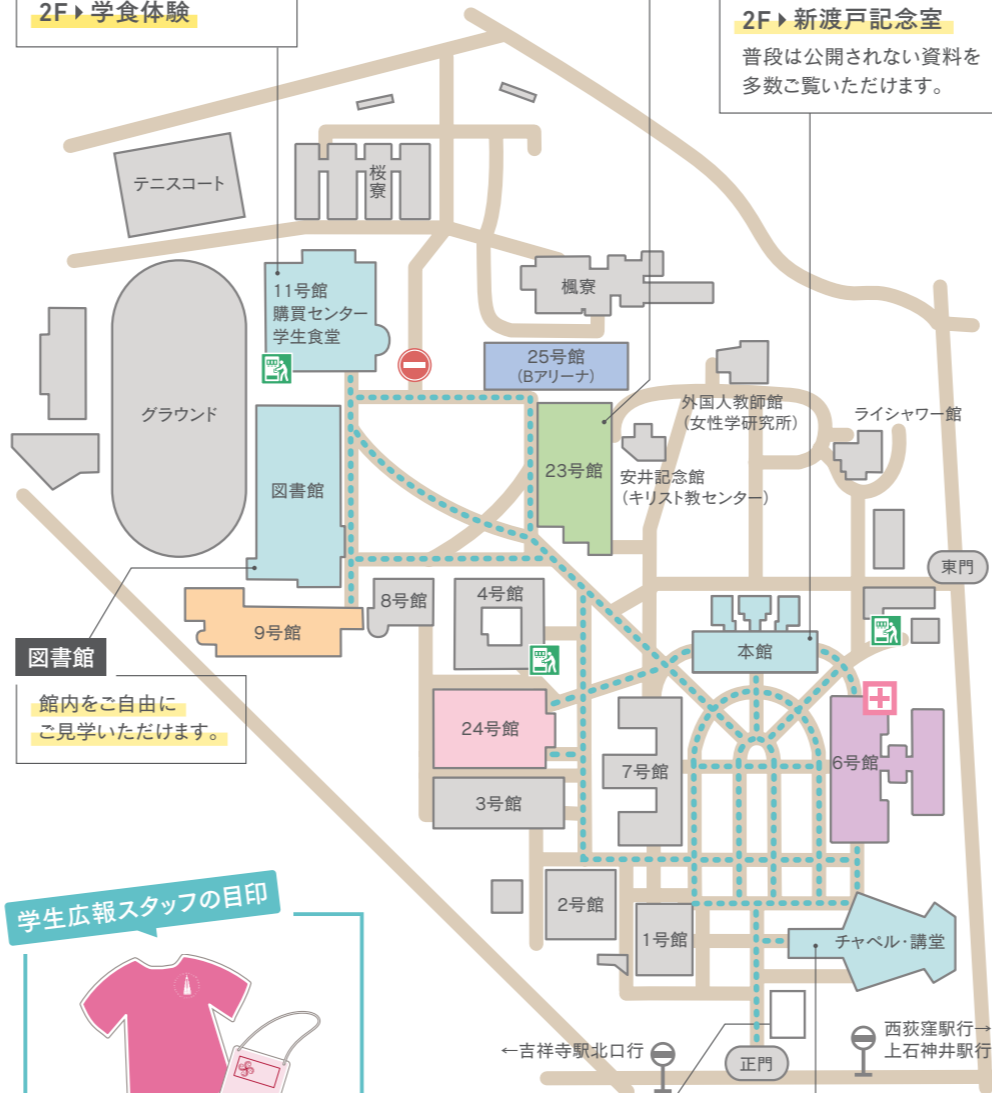 2F▶学食体験
2F▶新渡戸記念室
普段は公開されない資料を
多数ご覧いただけます。
テニスコート
桜寮
11号館
購買センター
学生食堂
楓寮
25号館
(Bアリーナ)
グラウンド
外国人教師館
(女性学研究所)
ライシャワー館
図書館
23号館
安井記念館
(キリスト教センター)
東門
8号館
4号館
9号館
本館
図書館
館内をご自由に
ご見学いただけます。
24号館
7号館
6号館
3号館
学生広報スタッフの目印
2号館
1号館
チャペル・講堂
←吉祥寺駅北口行
正門
西荻窪駅行→
上石神井駅行